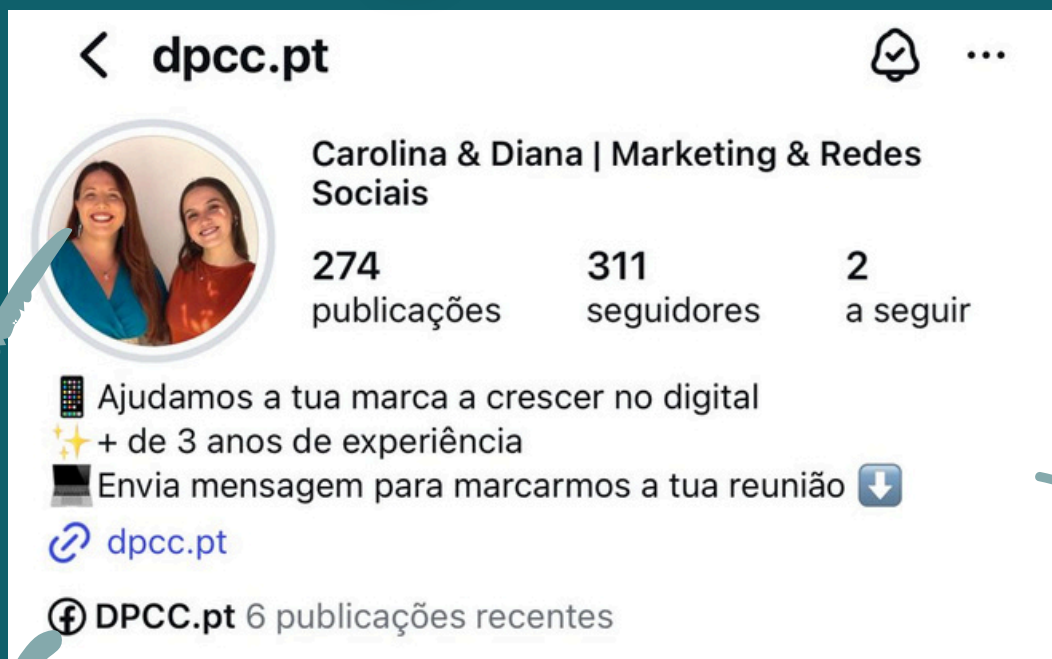 dpcc.pt
Carolina & Diana | Marketing & Redes
Sociais
274
publicações
311
seguidores
2
a seguir
Ajudamos a tua marca a crescer no digital
+ de 3 anos de experiência
Envia mensagem para marcarmos a tua reunião
dpcc.pt
DPCC.pt 6 publicações recentes